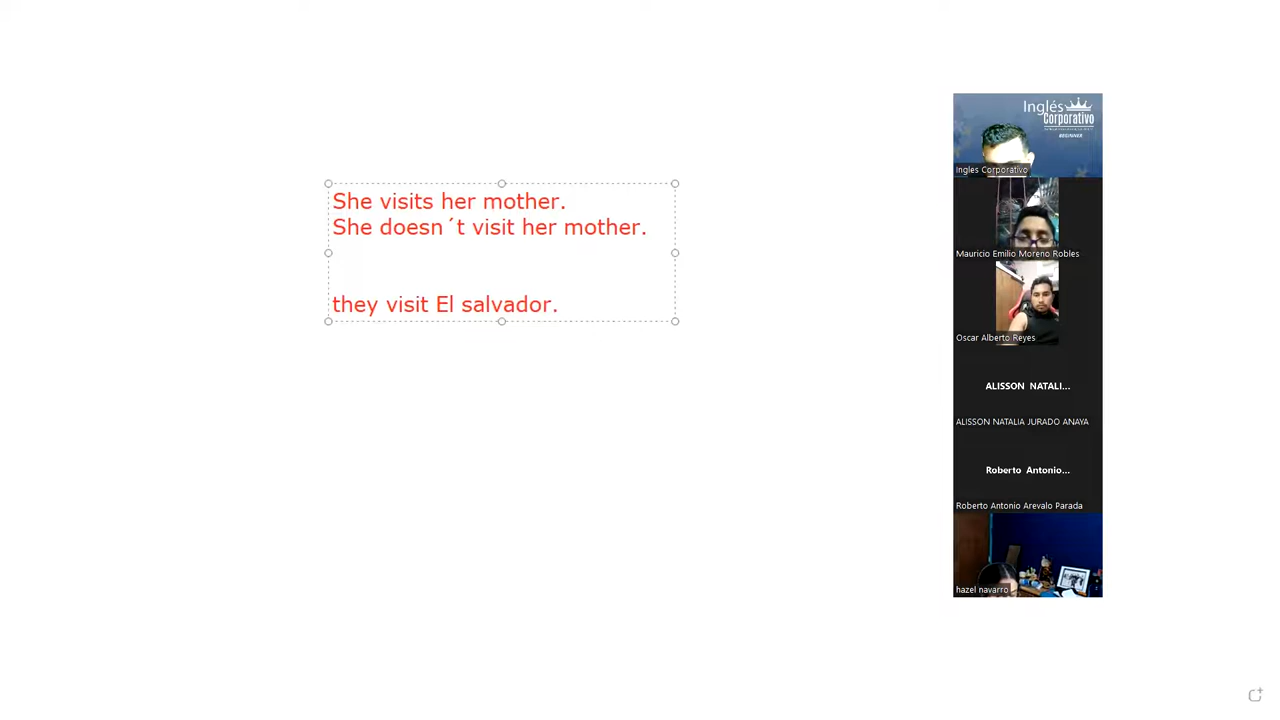 She visits her mother.
She doesn´t visit her mother.
they visit El salvador.
Inglés
Corporativo
BEGINNER
Ingles Corporativo
Mauricio Emilio Moreno Robles
Oscar Alberto Reyes
ALISSON NATALI...
ALISSON NATALIA JURADO ANAYA
Roberto Antonio...
Roberto Antonio Arevalo Parada
hazel navarro